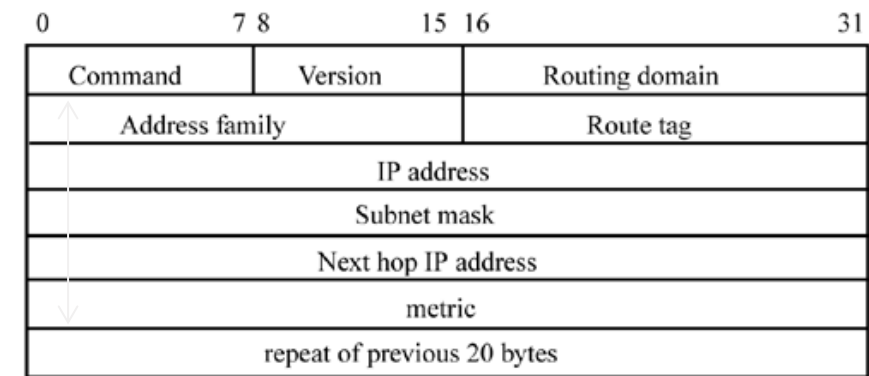 0 7 8 15 16 31
Command Version Routing domain
Address family Route tag
IP address
Subnet mask
Next hop IP address
metric
repeat of previous 20 bytes